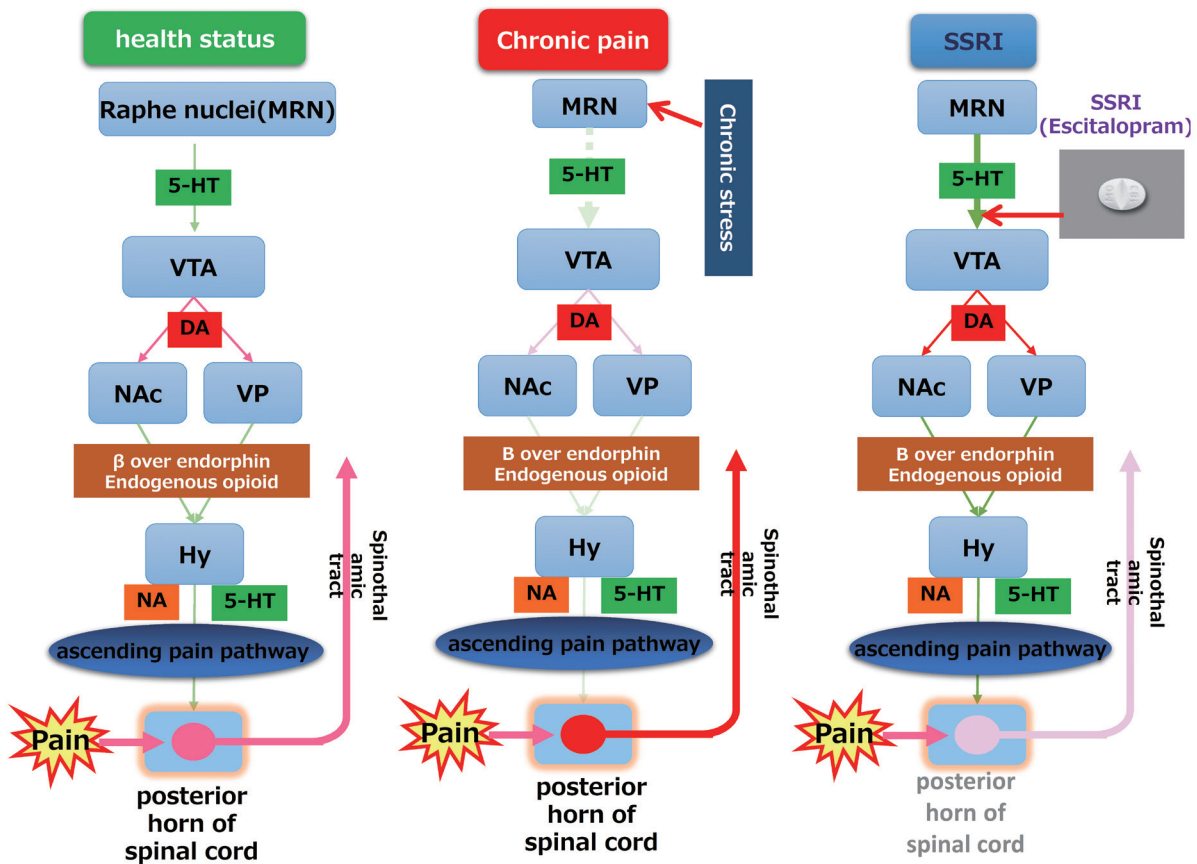 health status
Raphe nuclei(MRN)
5-HT
VTA
DA
NAc
VP
β over endorphin
Endogenous opioid
Hy
NA
5-HT
ascending pain pathway
Pain
posterior
horn of
spinal cord
Spinothal
amic
tract
Chronic pain
MRN
Chronic stress
5-HT
VTA
DA
NAc
VP
B over endorphin
Endogenous opioid
Hy
NA
5-HT
ascending pain pathway
Pain
posterior
horn of
spinal cord
Spinothal
amic
tract
SSRI
MRN
SSRI
(Escitalopram)
5-HT
VTA
DA
NAc
VP
B over endorphin
Endogenous opioid
Hy
NA
5-HT
ascending pain pathway
Pain
posterior
horn of
spinal cord
Spinothal
amic
tract